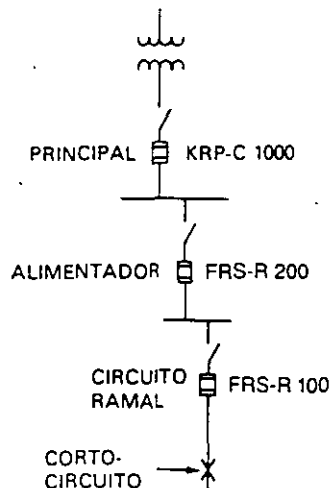 PRINCIPAL KRP-C 1000
ALIMENTADOR FRS-R 200
CIRCUITO
RAMAL
FRS-R 100
CORTO-
CIRCUITO